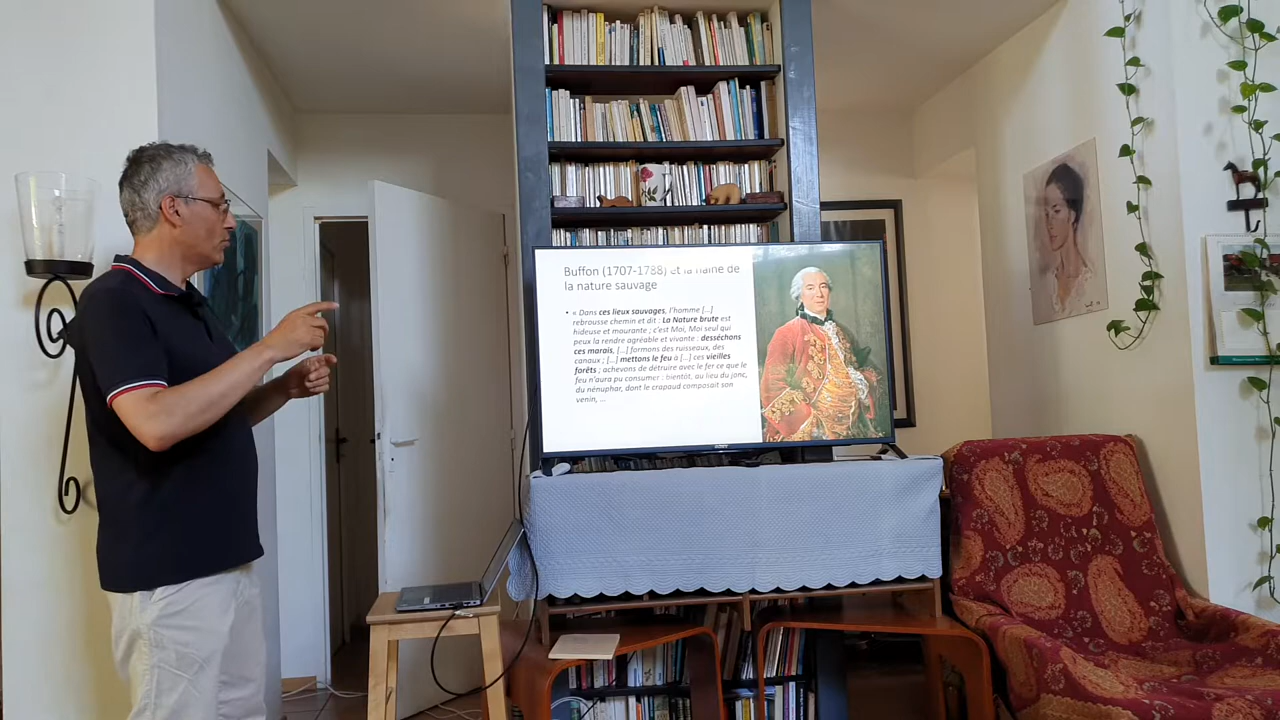 Buffon (1707-1788) et la haine de
la nature sauvage
• « Dans ces lieux sauvages, l'homme [...]
rebrousse chemin et dit : La Nature brute est
hideuse et mourante ; c'est Moi, Moi seul qui
peux la rendre agréable et vivante : desséchons
ces marais, [...] formons des ruisseaux, des
canaux ; [...] mettons le feu à [...] ces vieilles
forêts ; achevons de détruire avec le fer ce que le
feu n'aura pu consumer : bientôt, au lieu du jonc,
du nénuphar, dont le crapaud composait son
venin, ...
SONY